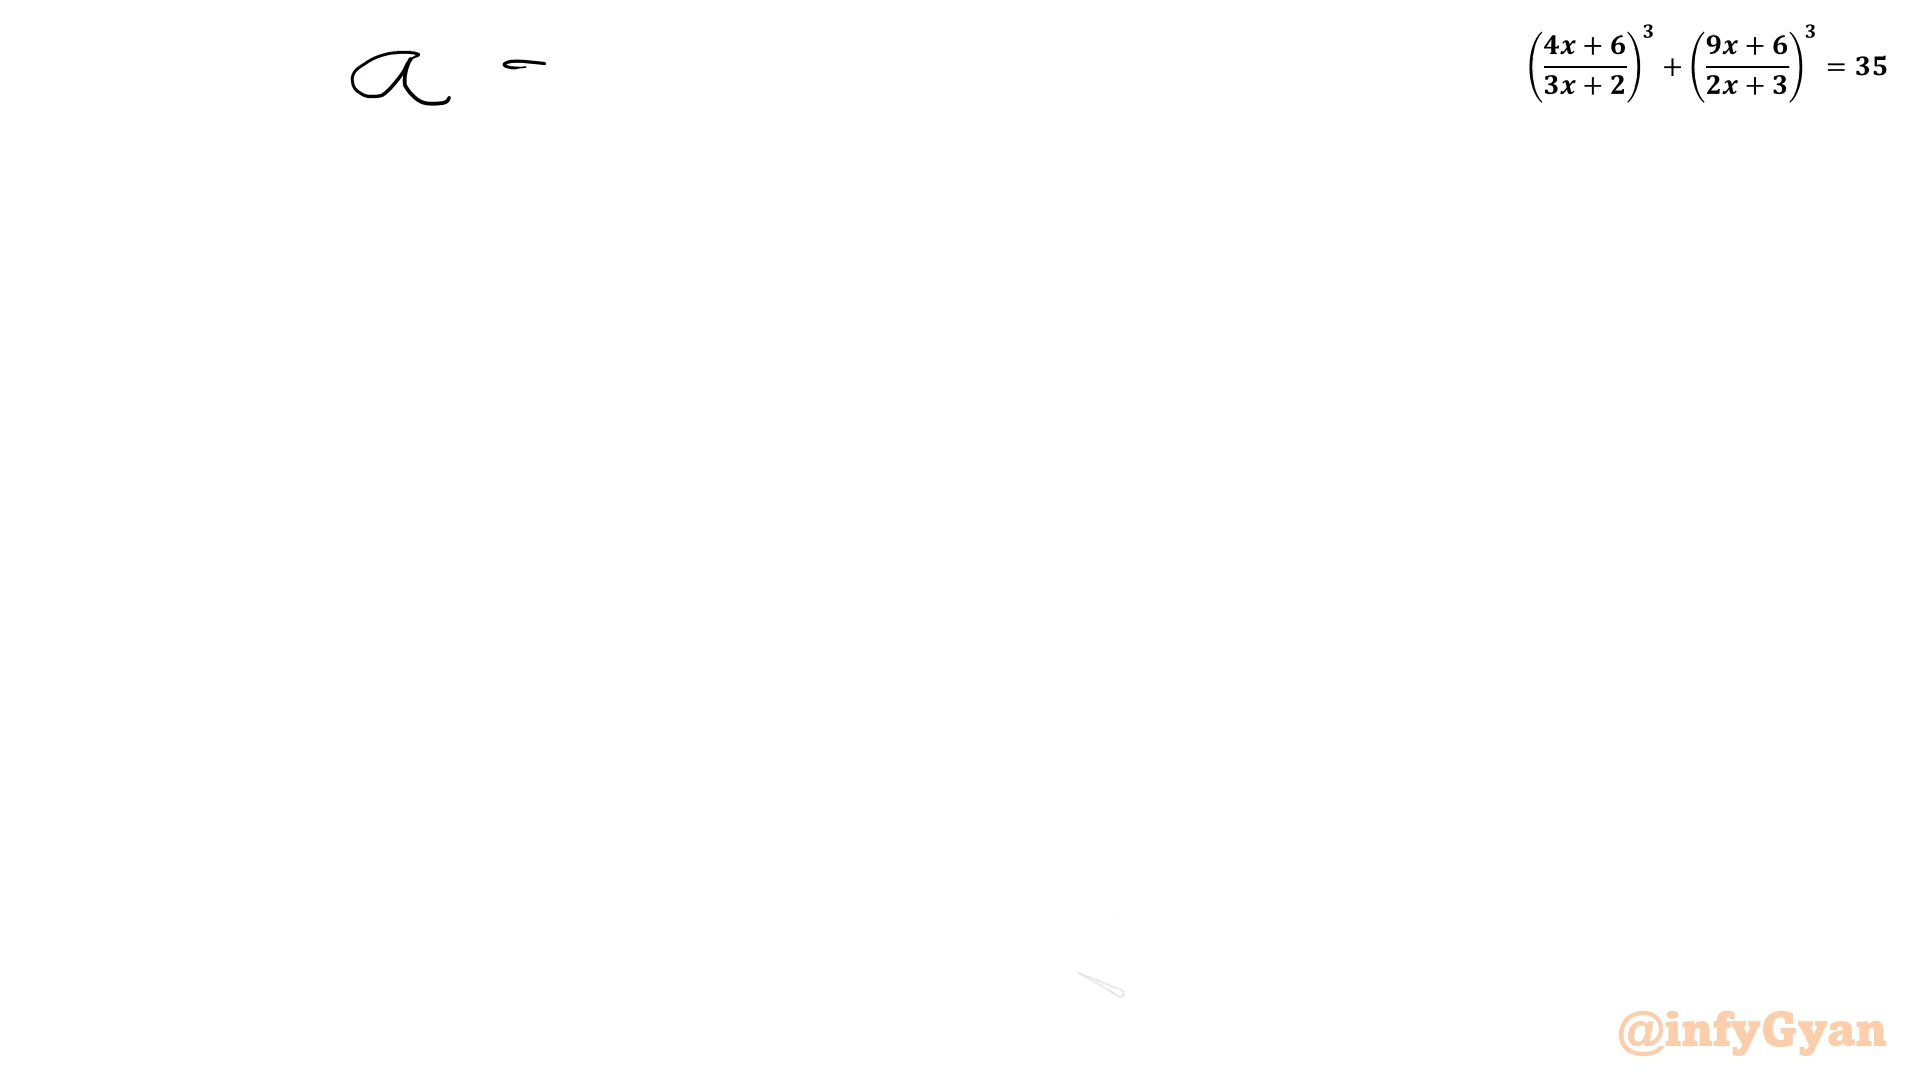 a =
(4x + 6 / 3x + 2)³ + (9x + 6 / 2x + 3)³ = 35
@infyGyan